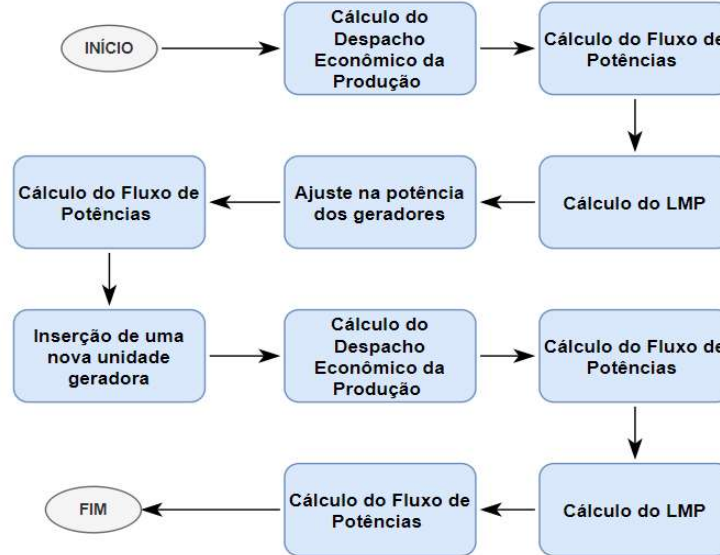 INÍCIO
Cálculo do
Despacho
Econômico da
Produção
Cálculo do Fluxo de
Potências
Cálculo do LMP
Ajuste na potência
dos geradores
Cálculo do Fluxo de
Potências
Inserção de uma
nova unidade
geradora
Cálculo do
Despacho
Econômico da
Produção
Cálculo do Fluxo de
Potências
Cálculo do LMP
Cálculo do Fluxo de
Potências
FIM